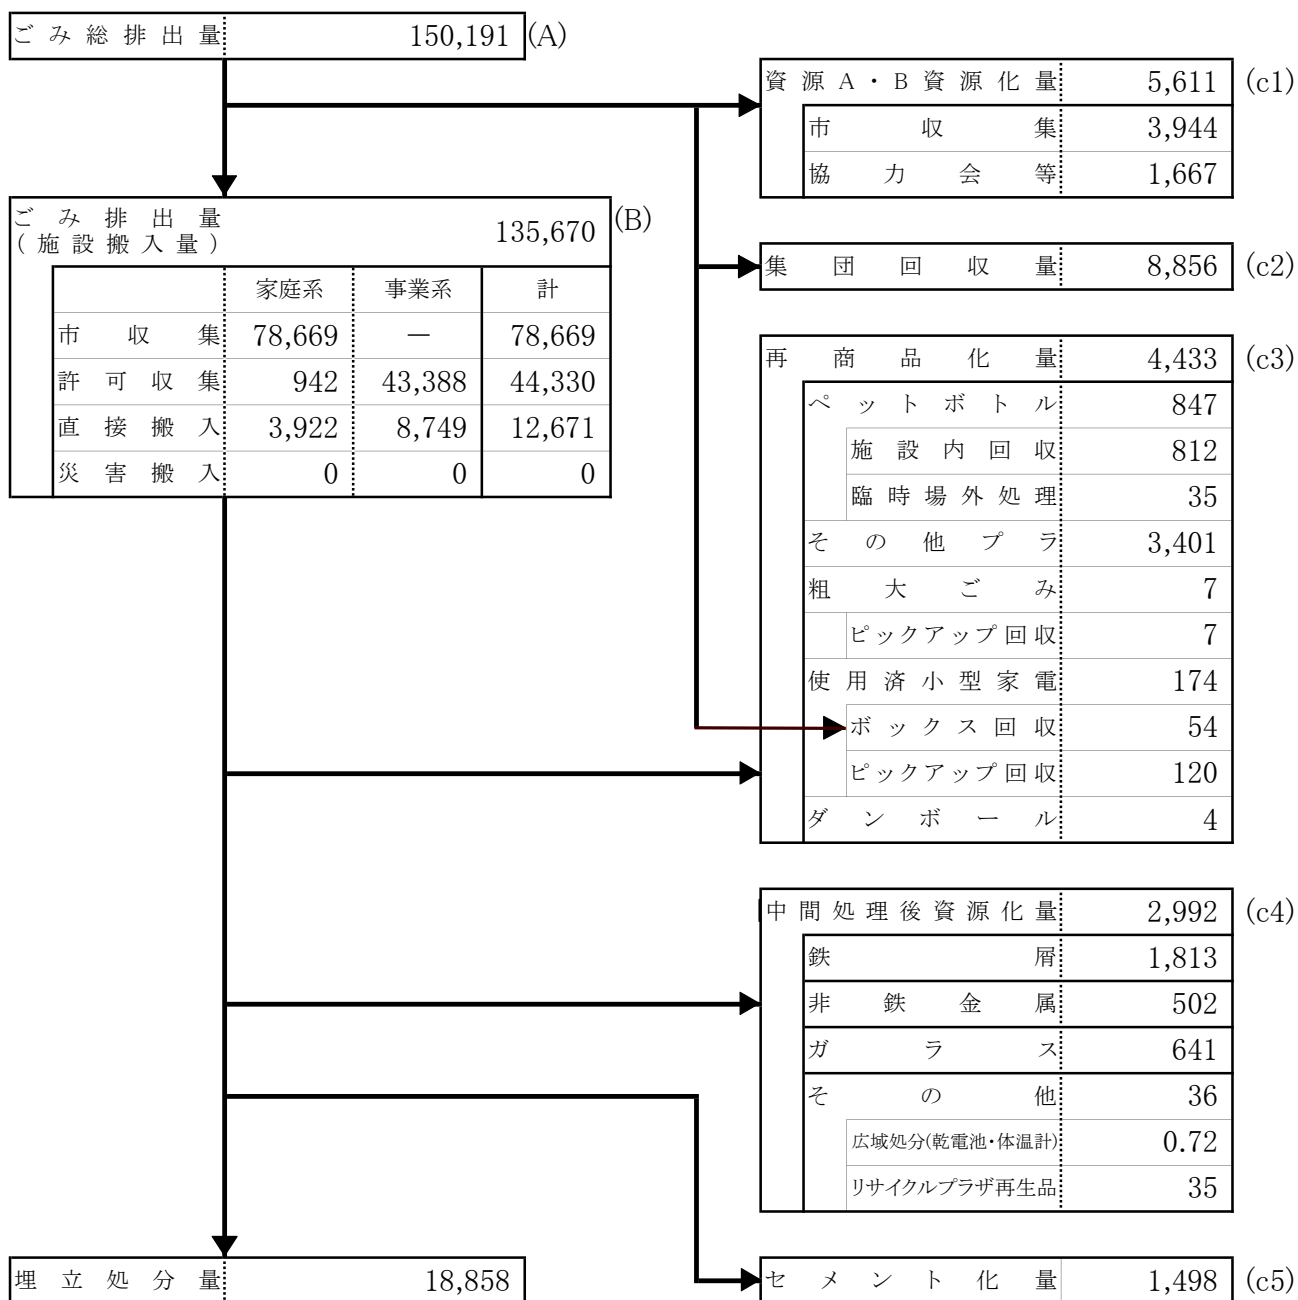 ごみ総排出量 150,191 (A)
資源A・B資源化量 5,611 (c1)
市収集 3,944
協力会等 1,667
ごみ排出量
(施設搬入量) 135,670 (B)
家庭系 事業系 計
市収集 78,669 — 78,669
許可収集 942 43,388 44,330
直接搬入 3,922 8,749 12,671
災害搬入 0 0 0
集団回収量 8,856 (c2)
再商品化量 4,433 (c3)
ペットボトル 847
施設内回収 812
臨時場外処理 35
その他プラ 3,401
粗大ごみ 7
ピックアップ回収 7
使用済小型家電 174
ボックス回収 54
ピックアップ回収 120
ダンボール 4
中間処理後資源化量 2,992 (c4)
鉄屑 1,813
非鉄金属 502
ガラス 641
その他 36
広域処分(乾電池・体温計) 0.72
リサイクルプラザ再生品 35
埋立処分量 18,858
セメント化量 1,498 (c5)